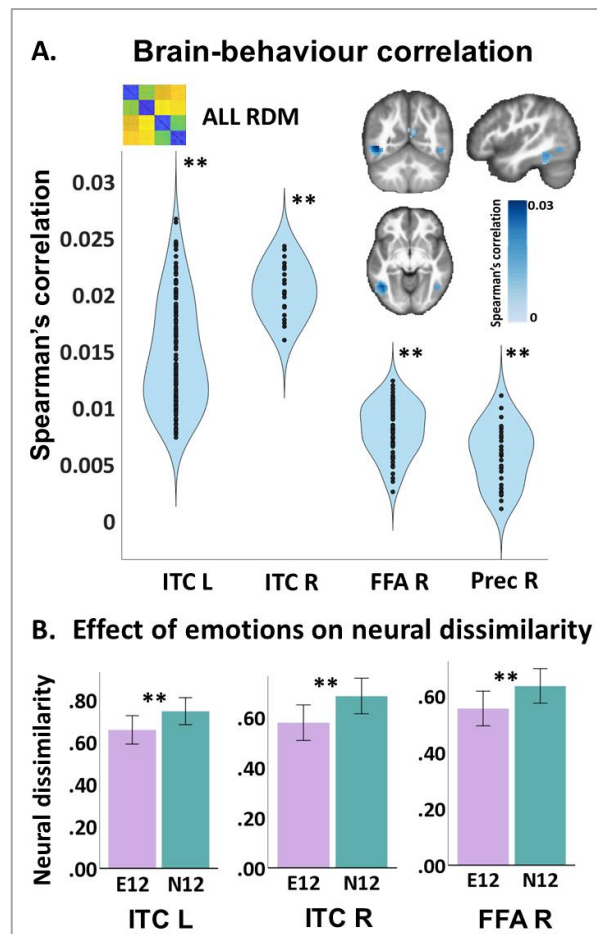 A. Brain-behaviour correlation
ALL RDM
**
**
**
**
0.03
0.025
0.02
0.015
0.01
0.005
0
Spearman's correlation
0.03
0
Spearman's correlation
ITC L ITC R FFA R Prec R
B. Effect of emotions on neural dissimilarity
Neural dissimilarity
.80
.60
.40
.20
.00
**
E12 N12
ITC L
.60
.40
.20
.00
**
E12 N12
ITC R
.60
.40
.20
.00
**
E12 N12
FFA R